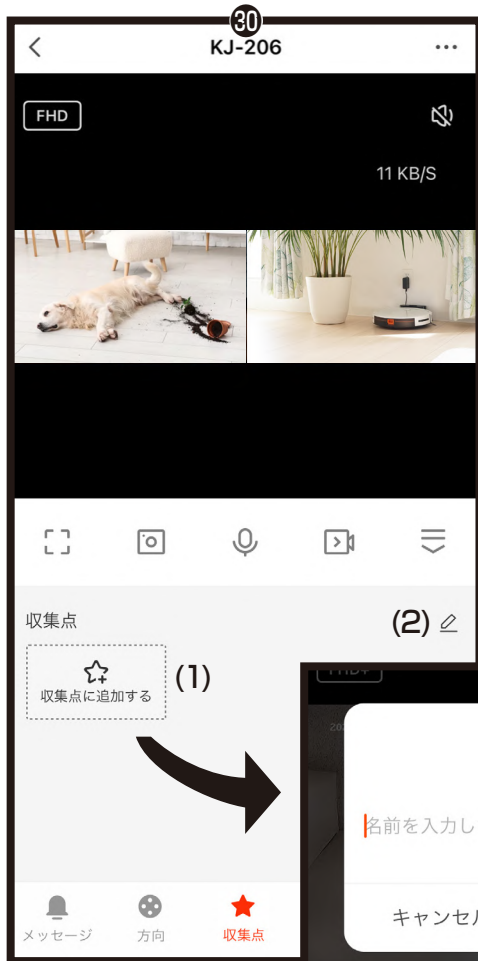 ㉚
KJ-206
FHD
11 KB/S
収集点
(2)
収集点に追加する
(1)
FHD+
名前を入力し
キャンセル
メッセージ
方向
収集点